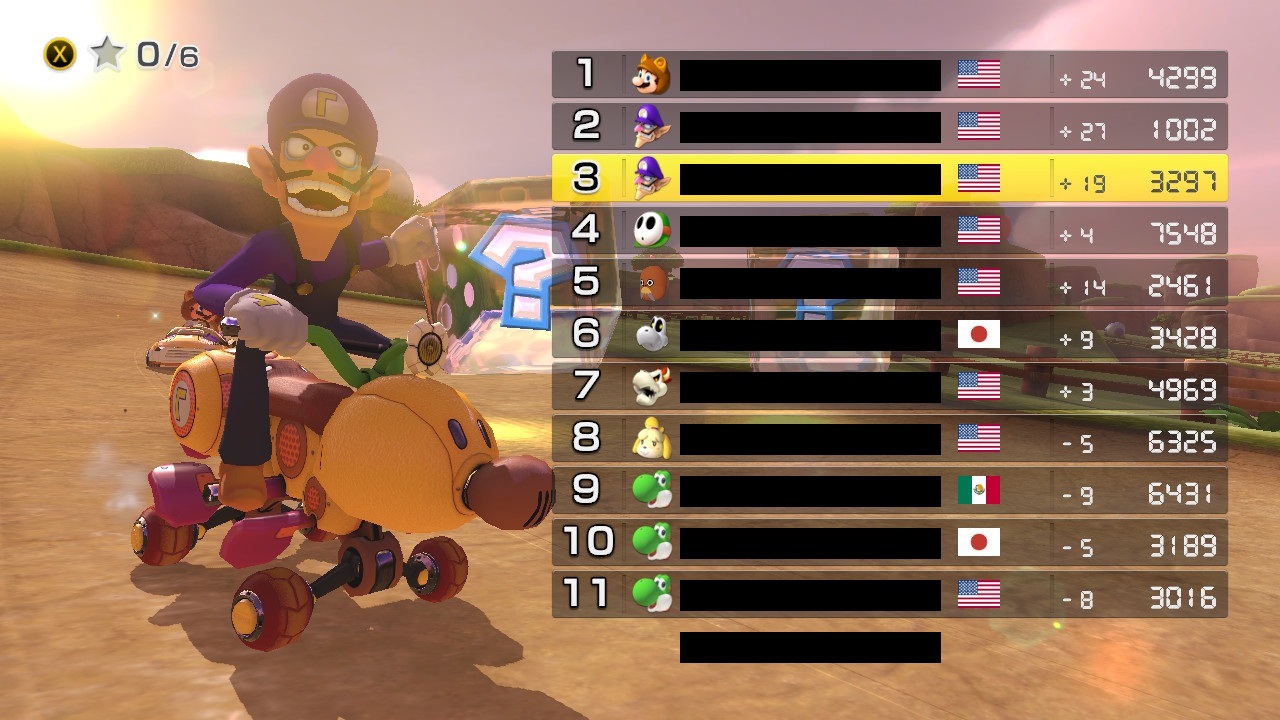 X 0/6
1 + 24 4299
2 + 27 1002
3 + 19 3297
4 + 4 7548
5 + 14 2461
6 + 9 3428
7 + 3 4969
8 - 5 6325
9 - 9 6431
10 - 5 3189
11 - 8 3016
?